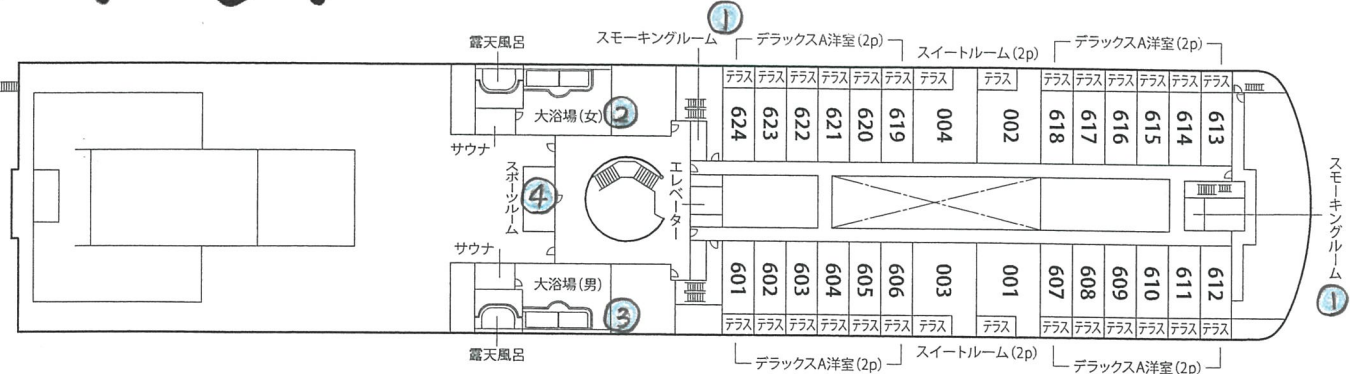 ①
スモーキングルーム
デラックスA洋室(2p)
スイートルーム(2p)
デラックスA洋室(2p)
露天風呂
大浴場(女)
②
サウナ
テラス テラス テラス テラス テラス テラス テラス テラス テラス テラス テラス テラス テラス テラス
624 623 622 621 620 619 004 002 618 617 616 615 614 613
スポーツルーム
④
エレベーター
スモーキングルーム
①
サウナ
大浴場(男)
③
露天風呂
601 602 603 604 605 606 003 001 607 608 609 610 611 612
テラス テラス テラス テラス テラス テラス テラス テラス テラス テラス テラス テラス テラス テラス
デラックスA洋室(2p)
スイートルーム(2p)
デラックスA洋室(2p)